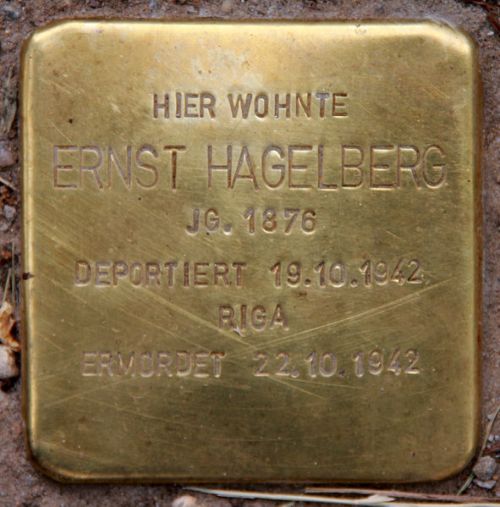 HIER WOHNTE
ERNST HAGELBERG
JG. 1876
DEPORTIERT 19.10.1942
RIGA
ERMORDET 22.10.1942